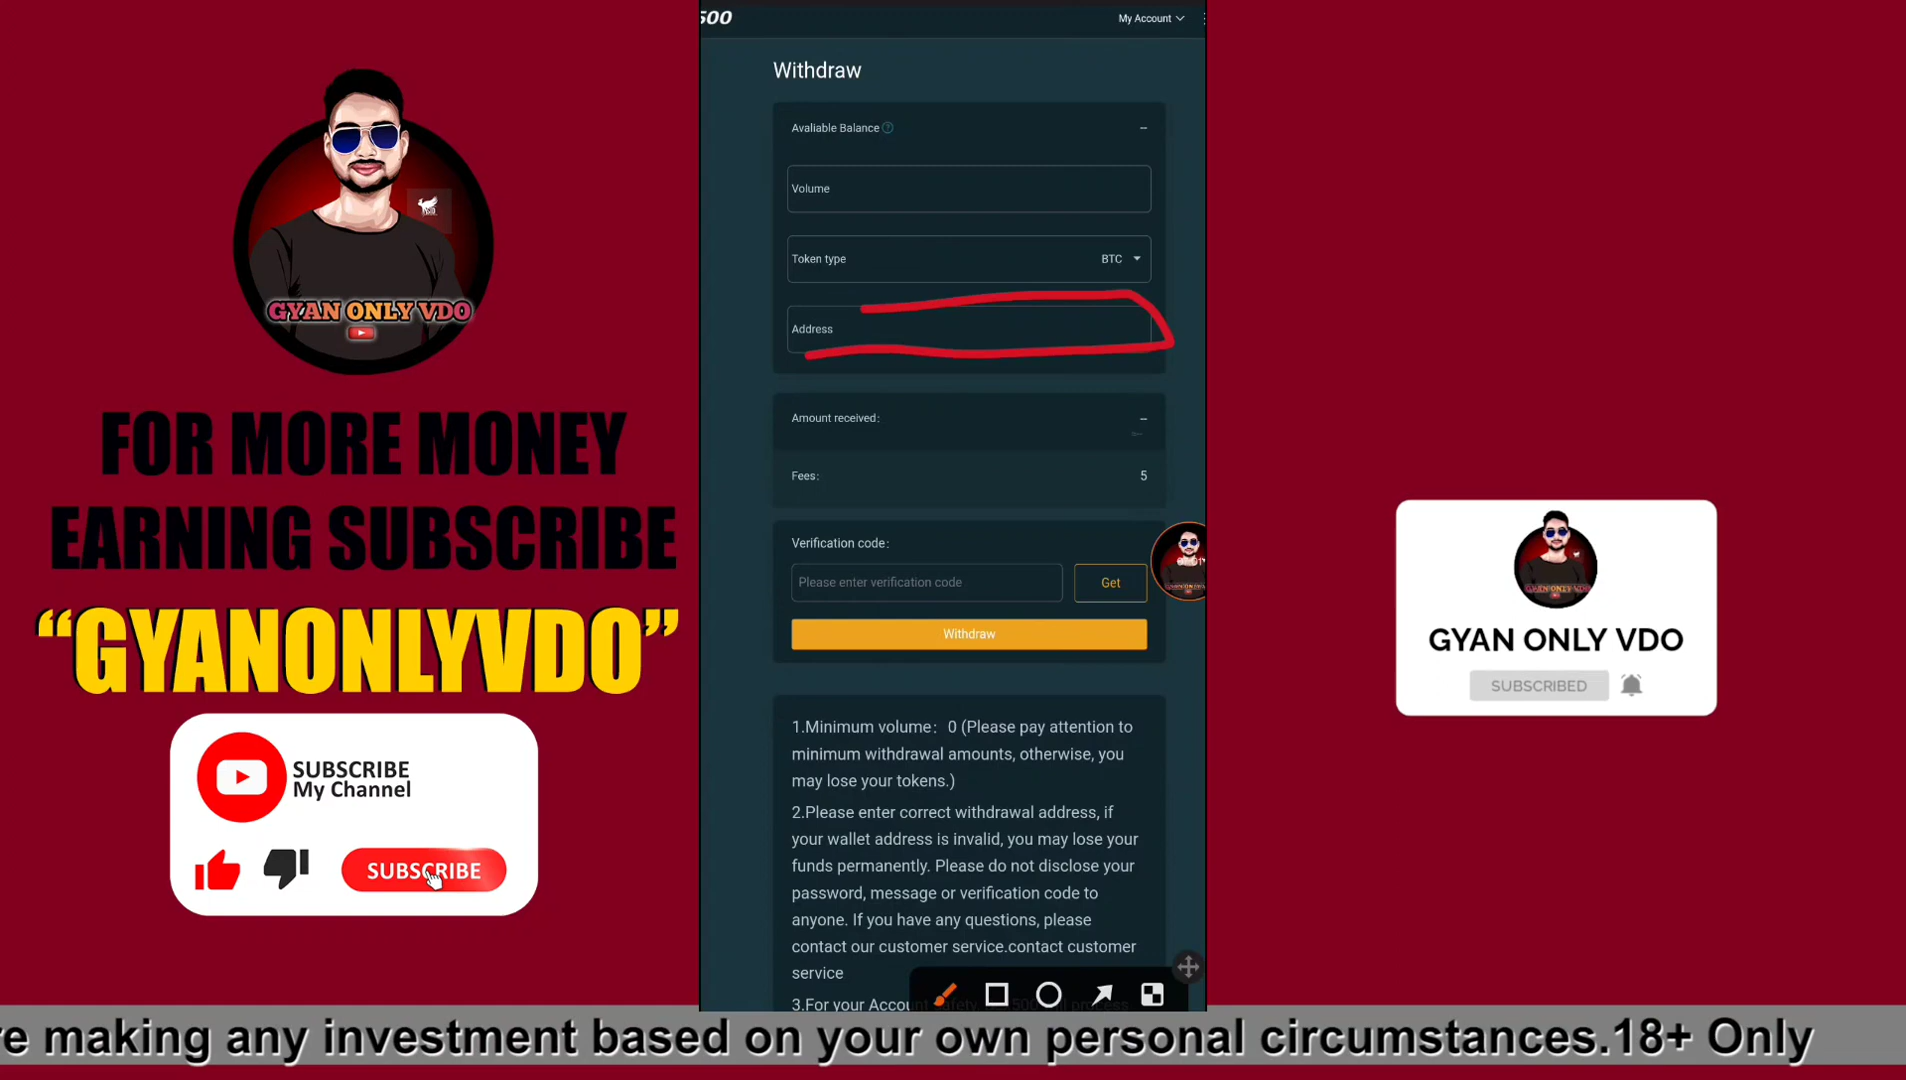 GYAN ONLY VDO
FOR MORE MONEY
EARNING SUBSCRIBE
“GYANONLYVDO”
SUBSCRIBE
My Channel
SUBSCRIBE
500
My Account
Withdraw
Avaliable Balance ?
--
Volume
Token type BTC
Address
Amount received: --
Fees: 5
Verification code:
Please enter verification code Get
Withdraw
1.Minimum volume: 0 (Please pay attention to
minimum withdrawal amounts, otherwise, you
may lose your tokens.)
2.Please enter correct withdrawal address, if
your wallet address is invalid, you may lose your
funds permanently. Please do not disclose your
password, message or verification code to
anyone. If you have any questions, please
contact our customer service.contact customer
service
3.For your Account
GYAN ONLY VDO
SUBSCRIBED
making any investment based on your own personal circumstances.18+ Only